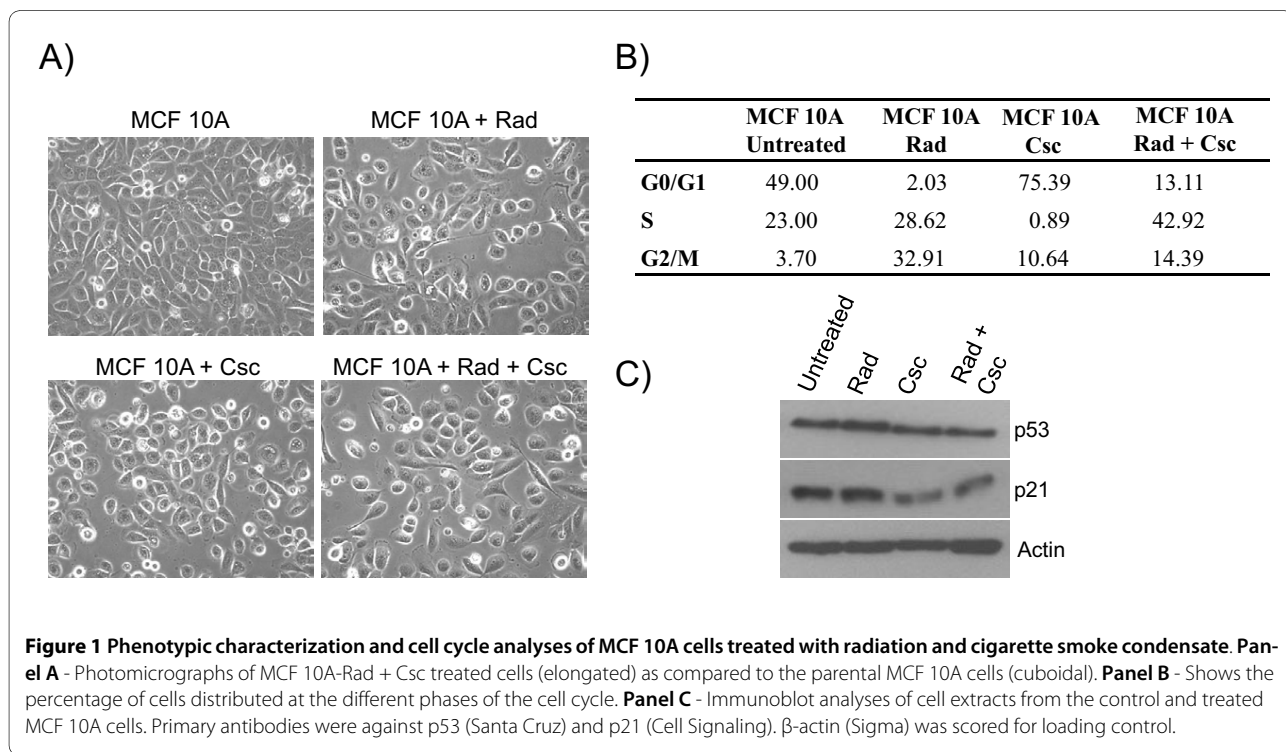 A)
MCF 10A
MCF 10A + Rad
MCF 10A + Csc
MCF 10A + Rad + Csc
B)
MCF 10A MCF 10A MCF 10A MCF 10A
Untreated Rad Csc Rad + Csc
G0/G1 49.00 2.03 75.39 13.11
S 23.00 28.62 0.89 42.92
G2/M 3.70 32.91 10.64 14.39
C)
Untreated
Rad
Csc
Rad +
Csc
p53
p21
Actin
Figure 1 Phenotypic characterization and cell cycle analyses of MCF 10A cells treated with radiation and cigarette smoke condensate. Pan-
el A - Photomicrographs of MCF 10A-Rad + Csc treated cells (elongated) as compared to the parental MCF 10A cells (cuboidal). Panel B - Shows the
percentage of cells distributed at the different phases of the cell cycle. Panel C - Immunoblot analyses of cell extracts from the control and treated
MCF 10A cells. Primary antibodies were against p53 (Santa Cruz) and p21 (Cell Signaling). β-actin (Sigma) was scored for loading control.